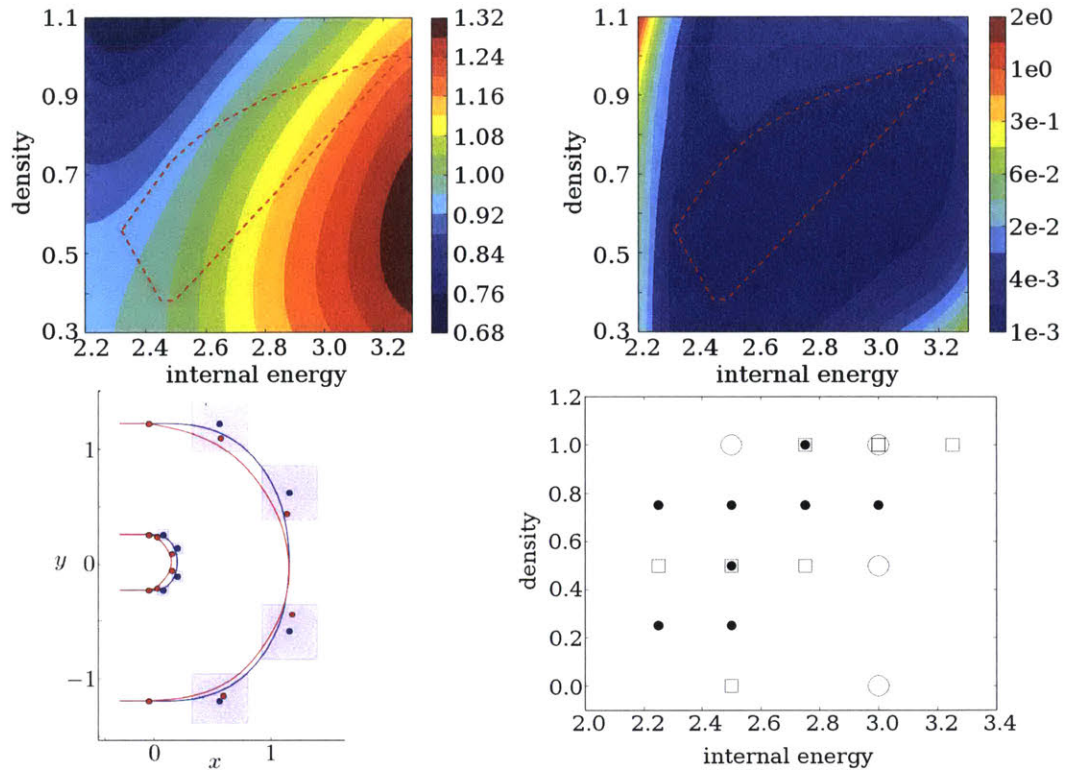 1.1
0.9
0.7
0.5
0.3
density
2.2 2.4 2.6 2.8 3.0 3.2
internal energy
1.32
1.24
1.16
1.08
1.00
0.92
0.84
0.76
0.68
1.1
0.9
0.7
0.5
0.3
density
2.2 2.4 2.6 2.8 3.0 3.2
internal energy
2e0
1e0
3e-1
6e-2
2e-2
4e-3
1e-3
1
y 0
−1
0 1
x
1.2
1.0
0.8
0.6
0.4
0.2
0.0
density
2.0 2.2 2.4 2.6 2.8 3.0 3.2 3.4
internal energy